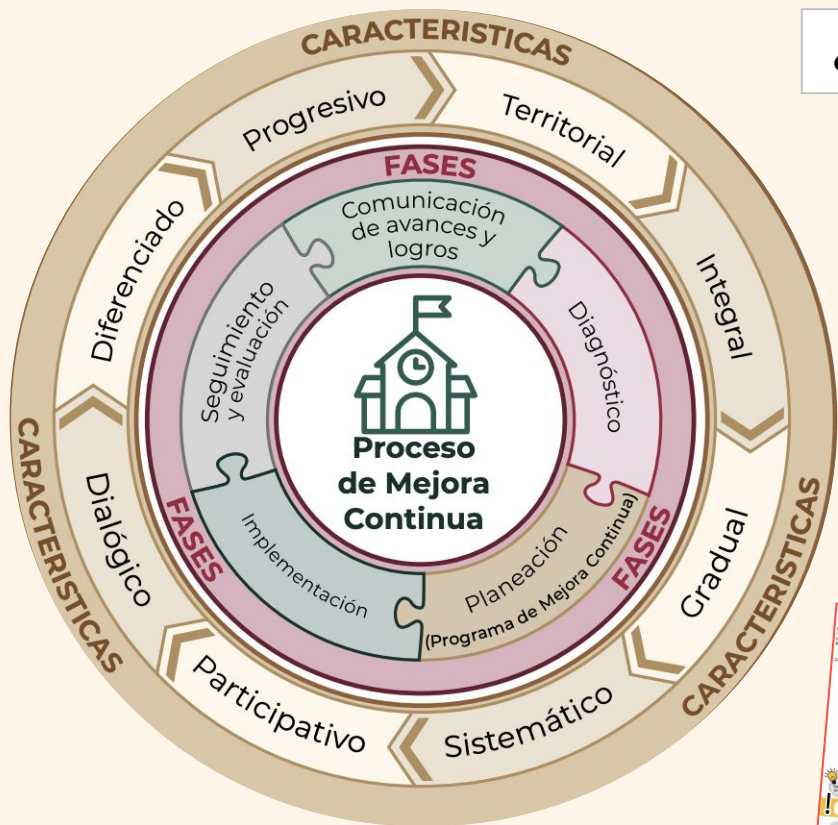 CARACTERISTICAS
Progresivo
Territorial
Integral
Gradual
Sistemático
Participativo
Dialógico
Diferenciado
CARACTERISTICAS
CARACTERISTICAS
FASES
Comunicación
de avances y
logros
Diagnóstico
Planeación
(Programa de Mejora Continua)
Implementación
Seguimiento
y evaluación
FASES
FASES
Proceso
de Mejora
Continua